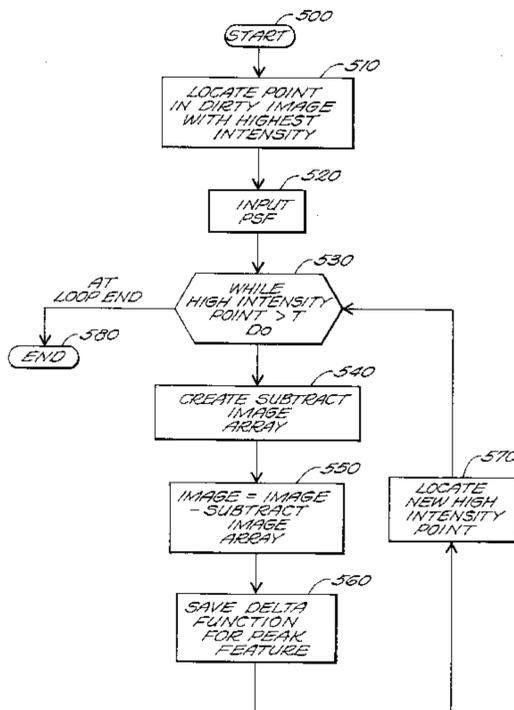 500
START
510
LOCATE POINT
IN DIRTY IMAGE
WITH HIGHEST
INTENSITY
520
INPUT
PSF
530
WHILE
HIGH INTENSITY
POINT > T
DO
AT
LOOP END
580
END
540
CREATE SUBTRACT
IMAGE
ARRAY
550
IMAGE = IMAGE
-SUBTRACT
IMAGE
ARRAY
560
SAVE DELTA
FUNCTION
FOR PEAK
FEATURE
570
LOCATE
NEW HIGH
INTENSITY
POINT